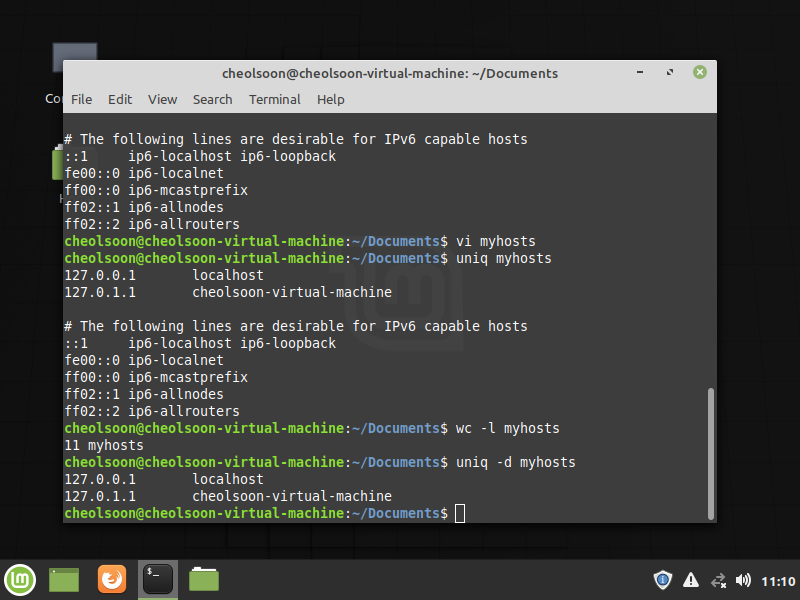 Co
H
cheolsoon@cheolsoon-virtual-machine: ~/Documents
File Edit View Search Terminal Help
# The following lines are desirable for IPv6 capable hosts
::1     ip6-localhost ip6-loopback
fe00::0 ip6-localnet
ff00::0 ip6-mcastprefix
ff02::1 ip6-allnodes
ff02::2 ip6-allrouters
cheolsoon@cheolsoon-virtual-machine:~/Documents$ vi myhosts
cheolsoon@cheolsoon-virtual-machine:~/Documents$ uniq myhosts
127.0.0.1       localhost
127.0.1.1       cheolsoon-virtual-machine
# The following lines are desirable for IPv6 capable hosts
::1     ip6-localhost ip6-loopback
fe00::0 ip6-localnet
ff00::0 ip6-mcastprefix
ff02::1 ip6-allnodes
ff02::2 ip6-allrouters
cheolsoon@cheolsoon-virtual-machine:~/Documents$ wc -l myhosts
11 myhosts
cheolsoon@cheolsoon-virtual-machine:~/Documents$ uniq -d myhosts
127.0.0.1       localhost
127.0.1.1       cheolsoon-virtual-machine
cheolsoon@cheolsoon-virtual-machine:~/Documents$
11:10